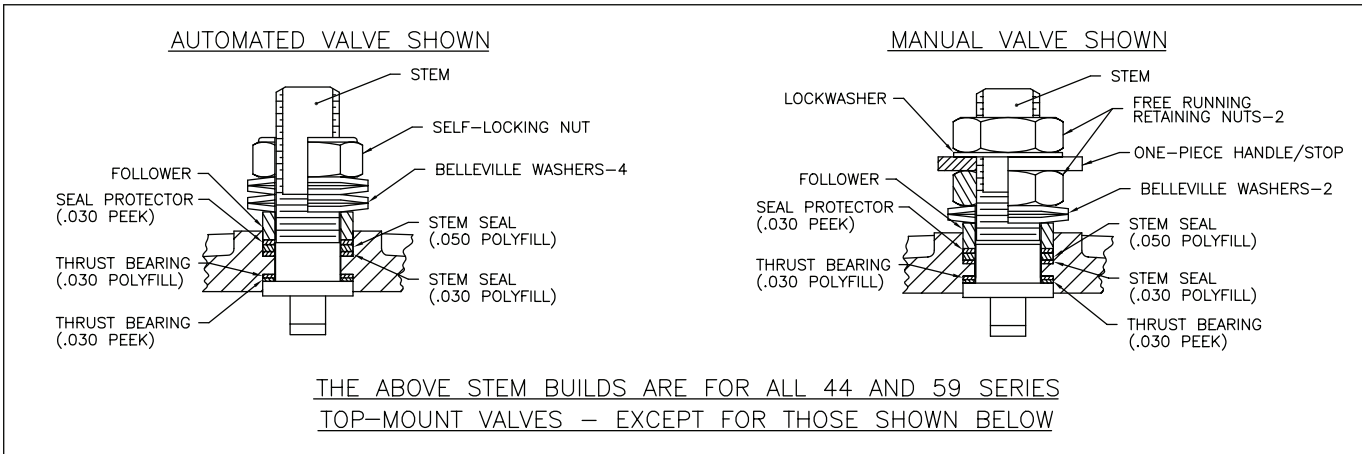 AUTOMATED VALVE SHOWN
STEM
SELF-LOCKING NUT
BELLEVILLE WASHERS-4
FOLLOWER
SEAL PROTECTOR
(.030 PEEK)
STEM SEAL
(.050 POLYFILL)
THRUST BEARING
(.030 POLYFILL)
STEM SEAL
(.030 POLYFILL)
THRUST BEARING
(.030 PEEK)
MANUAL VALVE SHOWN
STEM
LOCKWASHER
FREE RUNNING
RETAINING NUTS-2
ONE-PIECE HANDLE/STOP
FOLLOWER
BELLEVILLE WASHERS-2
SEAL PROTECTOR
(.030 PEEK)
STEM SEAL
(.050 POLYFILL)
THRUST BEARING
(.030 POLYFILL)
STEM SEAL
(.030 POLYFILL)
THRUST BEARING
(.030 PEEK)
THE ABOVE STEM BUILDS ARE FOR ALL 44 AND 59 SERIES
TOP-MOUNT VALVES – EXCEPT FOR THOSE SHOWN BELOW